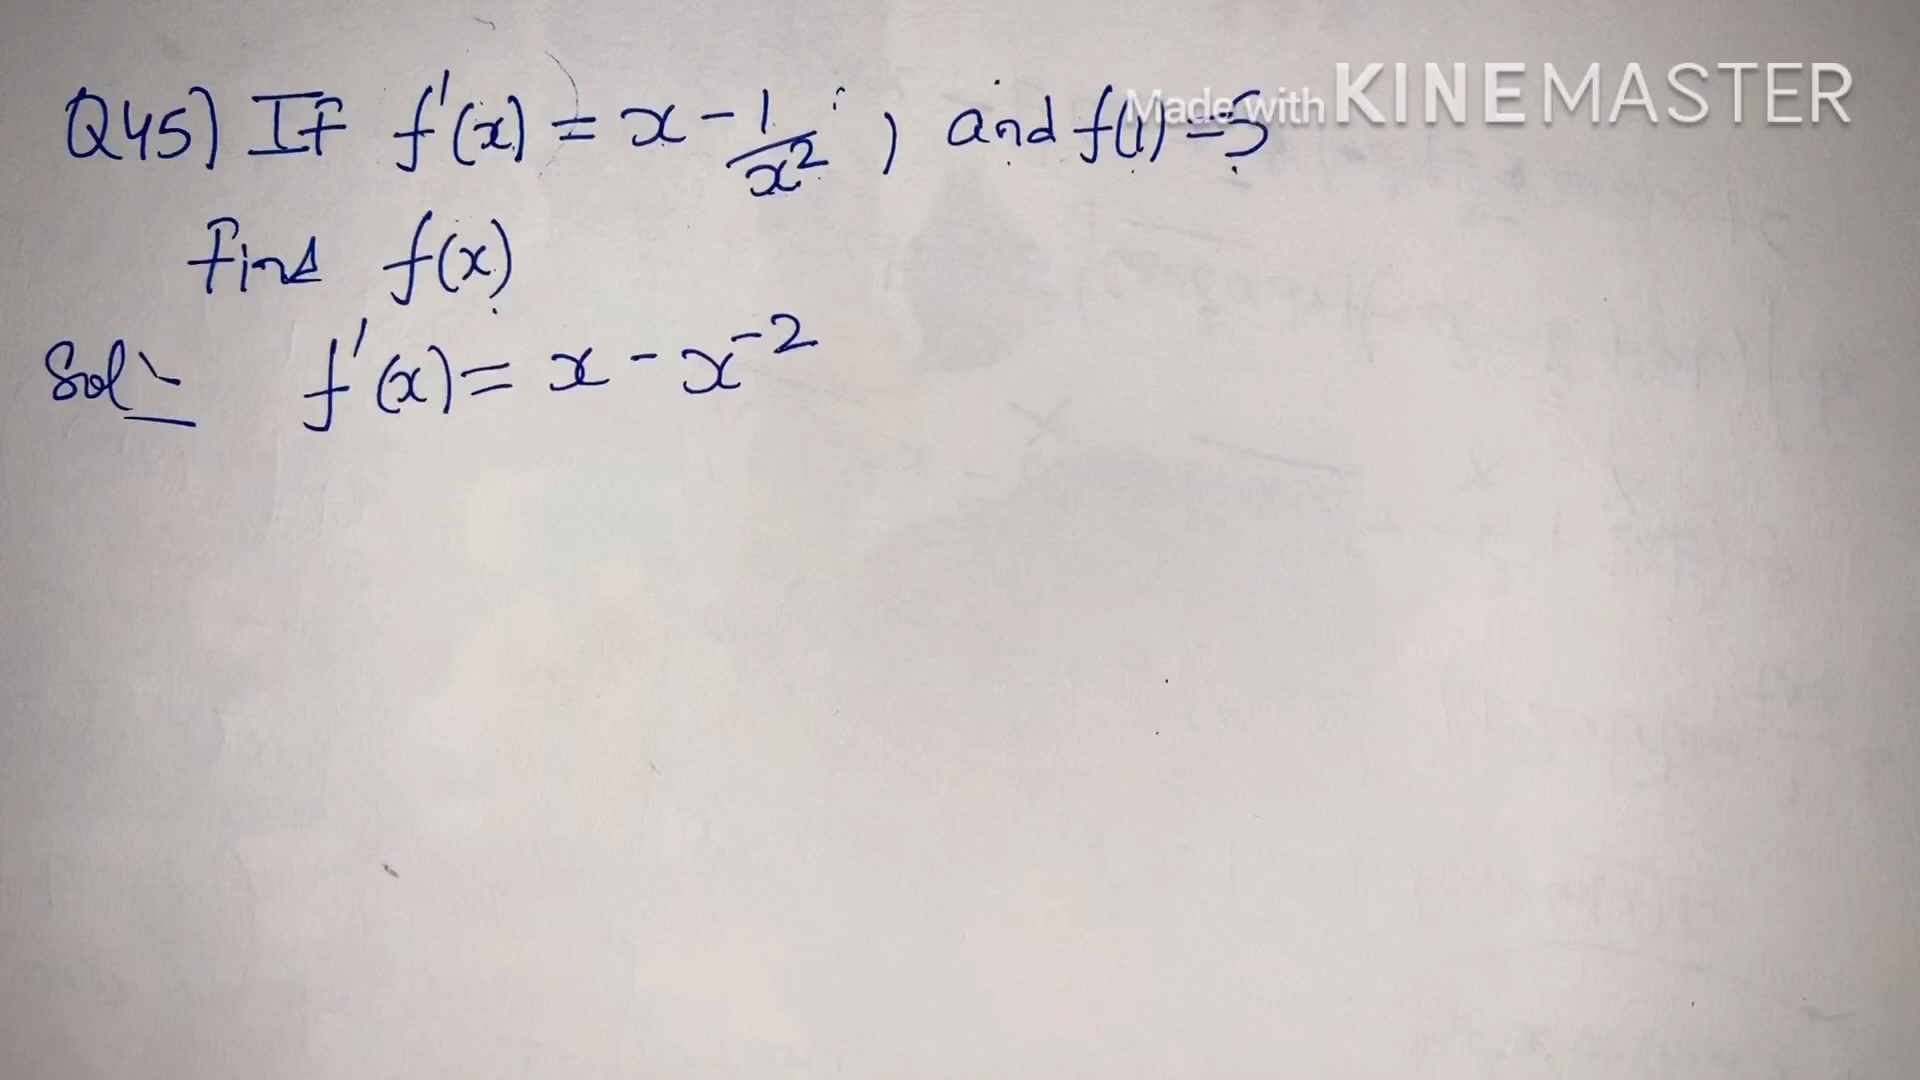 Q45) If f'(x) = x - 1/x², and f(1) = 5
Made with KINEMASTER
Find f(x)
Sol:- f'(x) = x - x⁻²